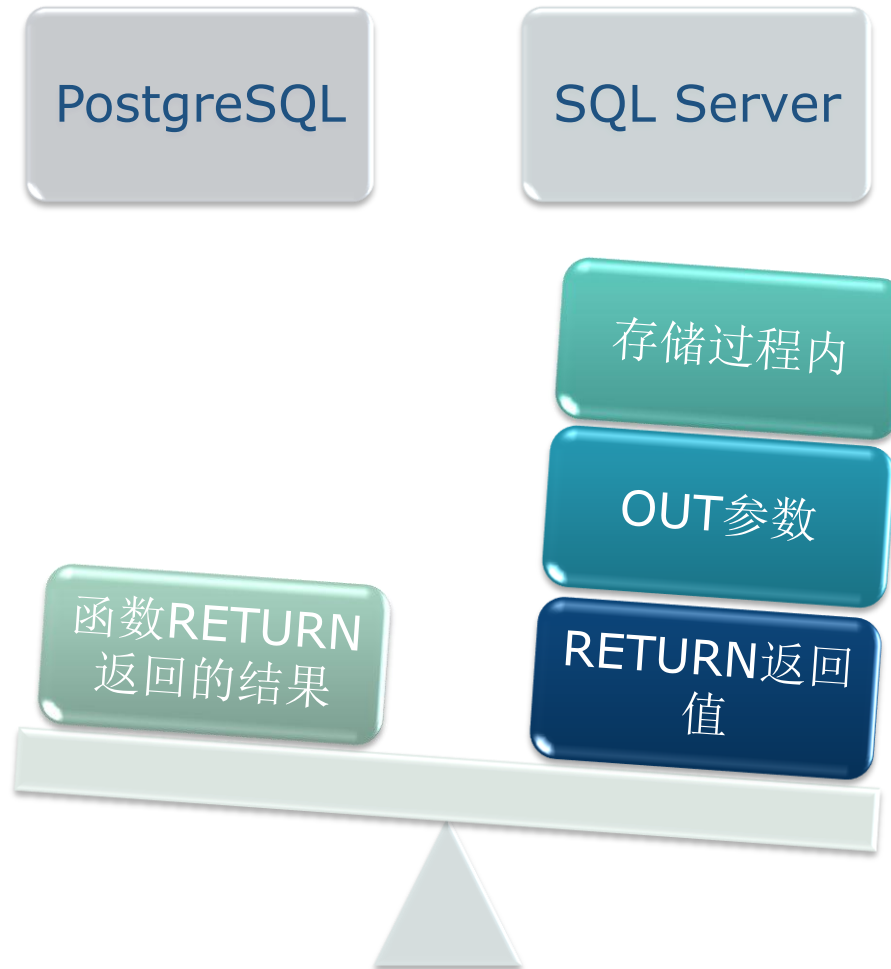 PostgreSQL
SQL Server
存储过程内
OUT参数
函数RETURN
返回的结果
RETURN返回
值